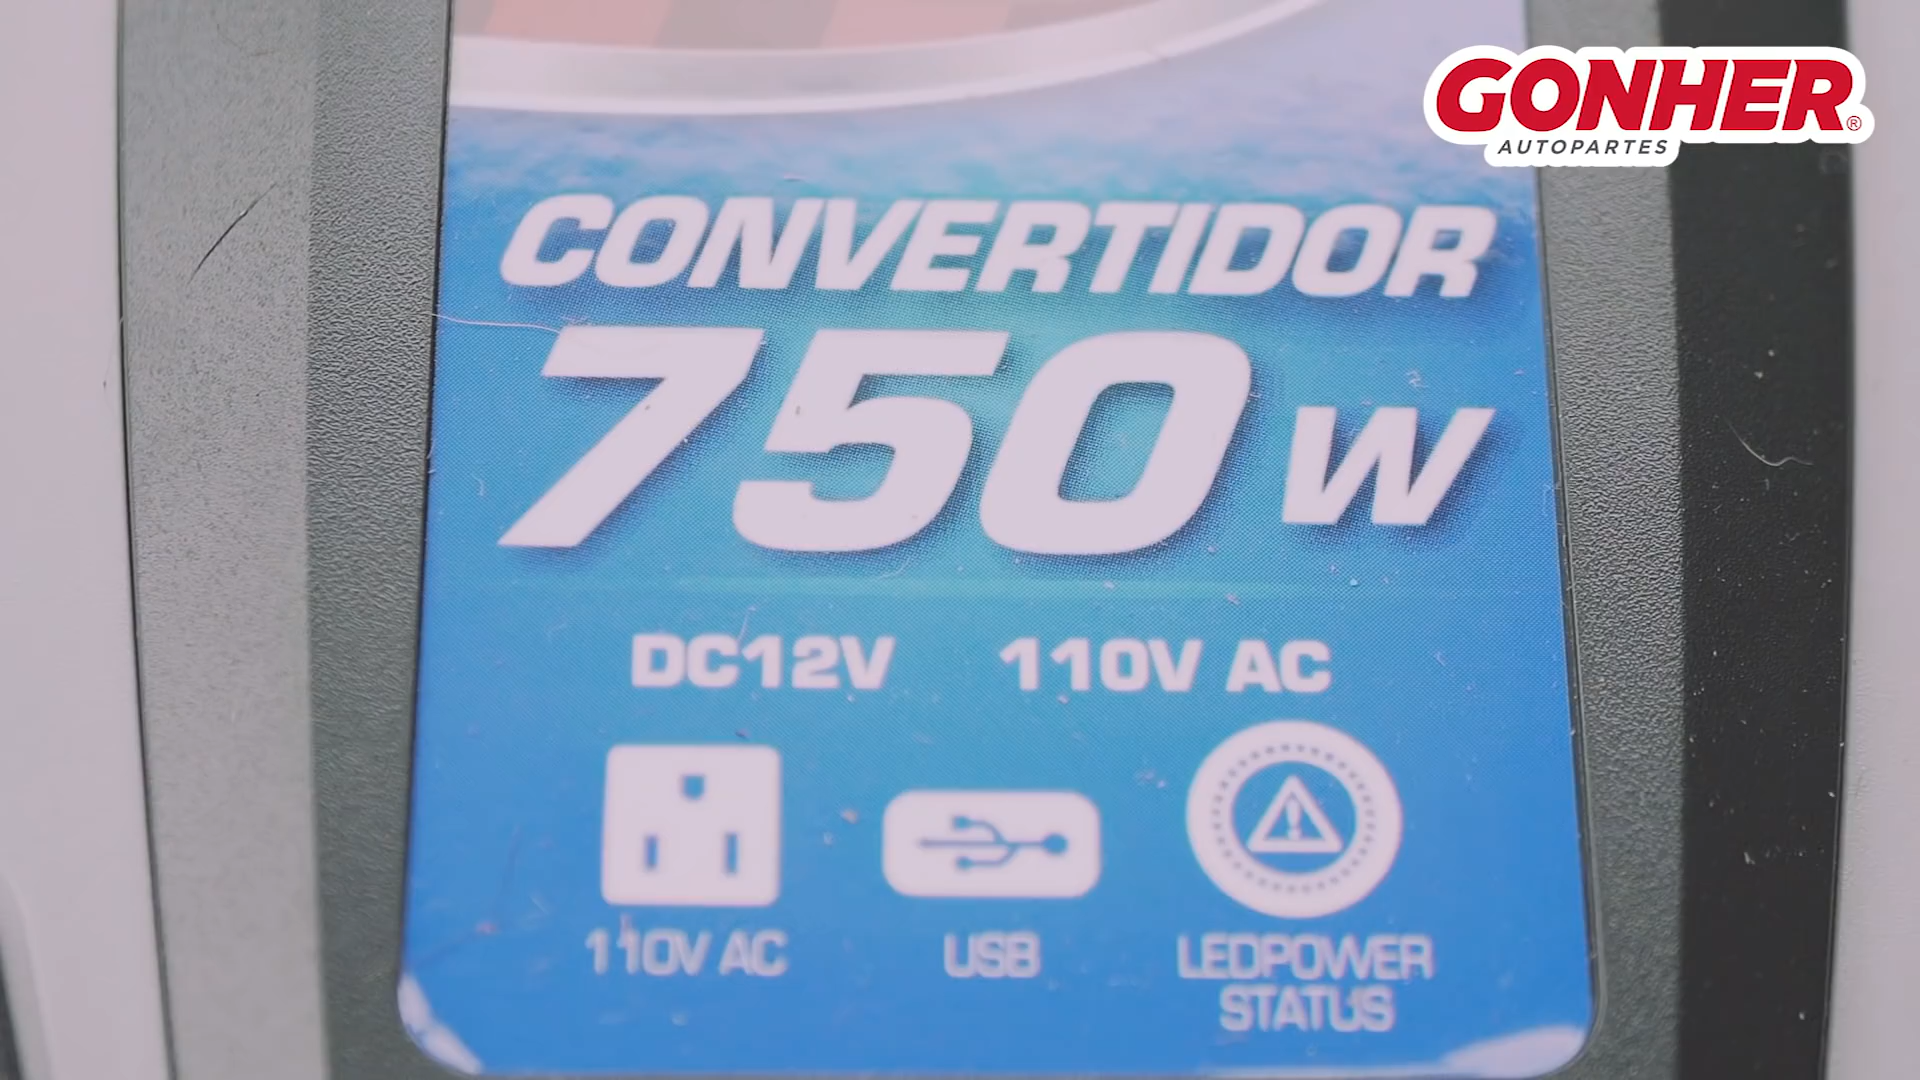 GONHER®
AUTOPARTES
CONVERTIDOR
750 W
DC12V 110V AC
110V AC USB LEDPOWER
STATUS